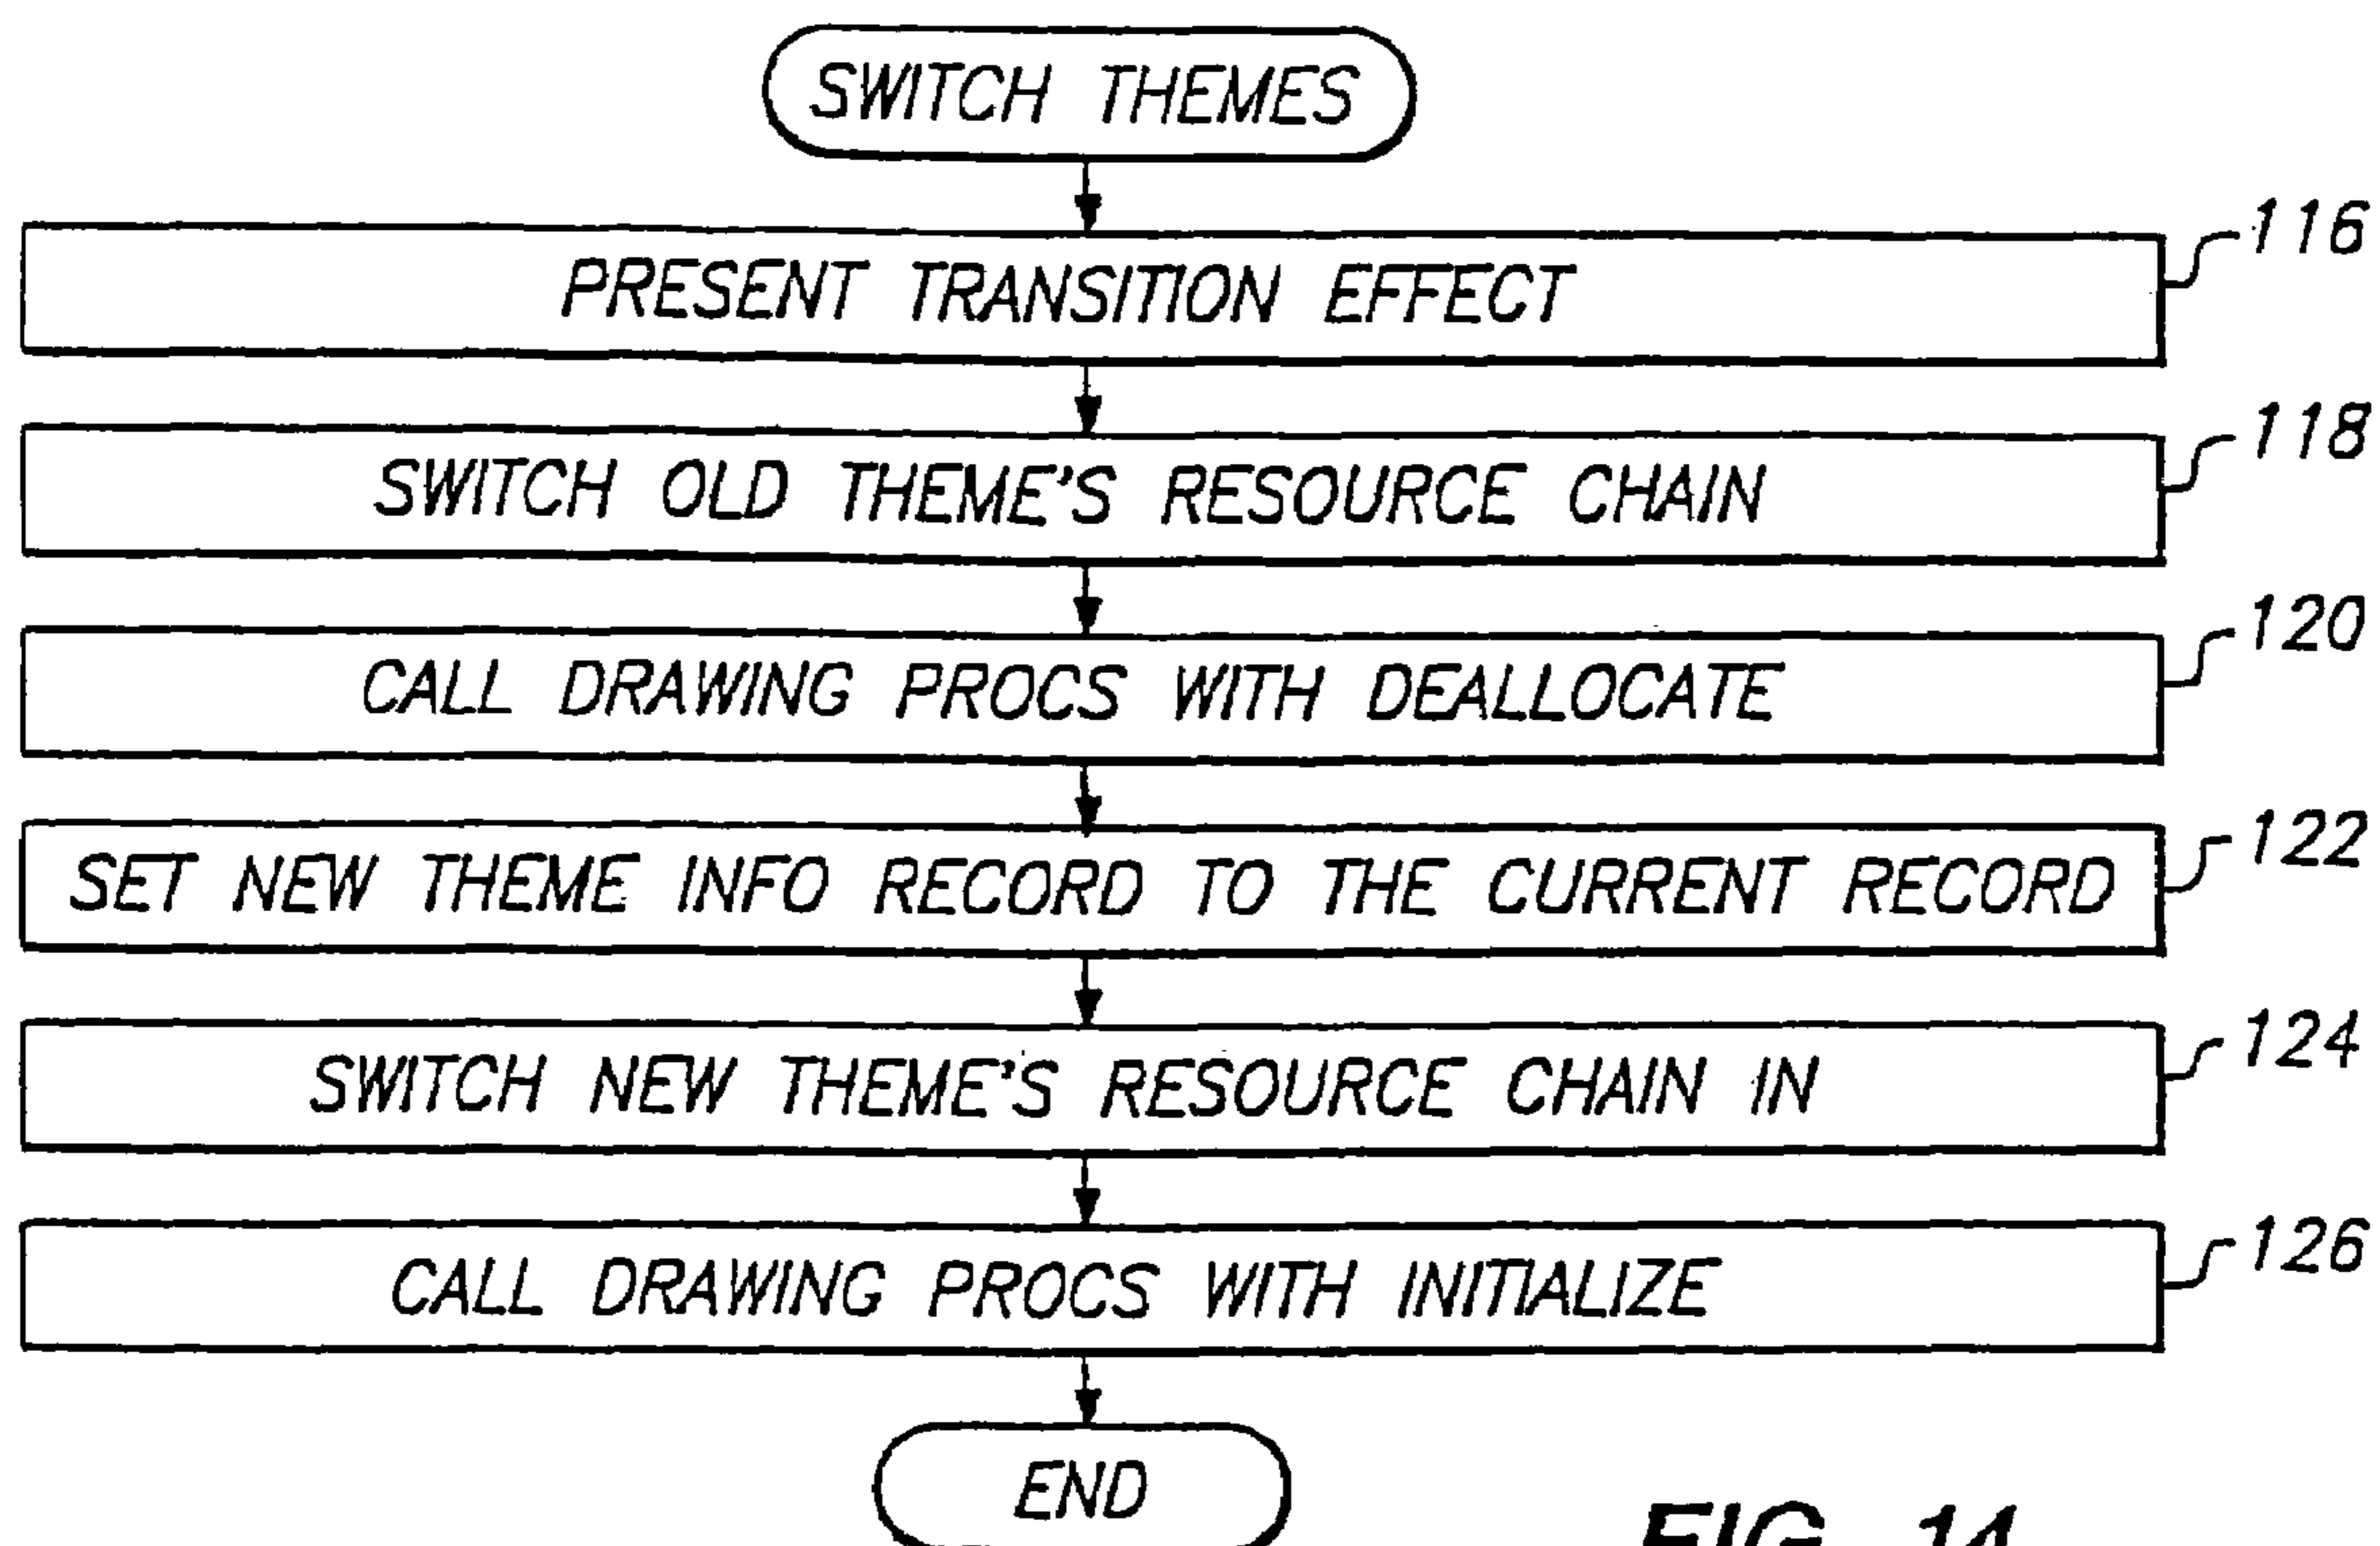 SWITCH THEMES
PRESENT TRANSITION EFFECT
116
SWITCH OLD THEME'S RESOURCE CHAIN
118
CALL DRAWING PROCS WITH DEALLOCATE
120
SET NEW THEME INFO RECORD TO THE CURRENT RECORD
122
SWITCH NEW THEME'S RESOURCE CHAIN IN
124
CALL DRAWING PROCS WITH INITIALIZE
126
END
FIG. 14